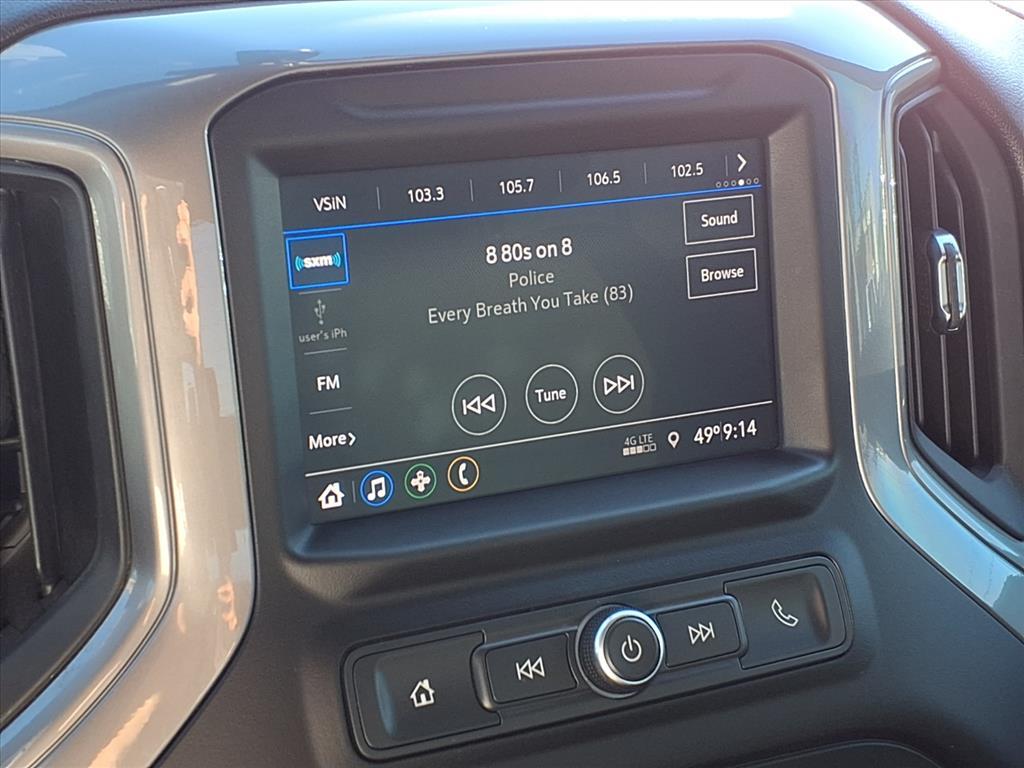 VSiN 103.3 105.7 106.5 102.5
sxm
8 80s on 8
Sound
Police
Browse
Every Breath You Take (83)
user's iPh
FM
Tune
More
4G LTE
49° 9:14